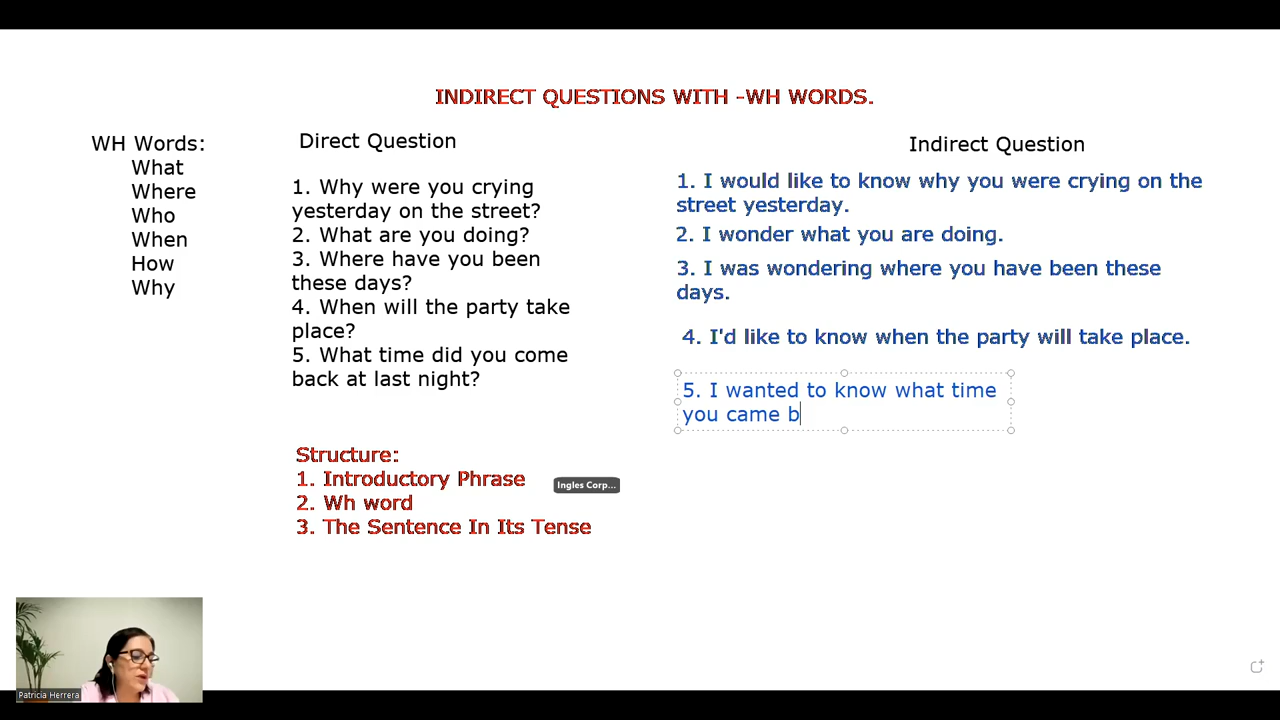 INDIRECT QUESTIONS WITH -WH WORDS.
WH Words:
What
Where
Who
When
How
Why
Direct Question
1. Why were you crying
yesterday on the street?
2. What are you doing?
3. Where have you been
these days?
4. When will the party take
place?
5. What time did you come
back at last night?
Structure:
1. Introductory Phrase
2. Wh word
3. The Sentence In Its Tense
Ingles Corp...
Indirect Question
1. I would like to know why you were crying on the
street yesterday.
2. I wonder what you are doing.
3. I was wondering where you have been these
days.
4. I'd like to know when the party will take place.
5. I wanted to know what time
you came b
Patricia Herrera